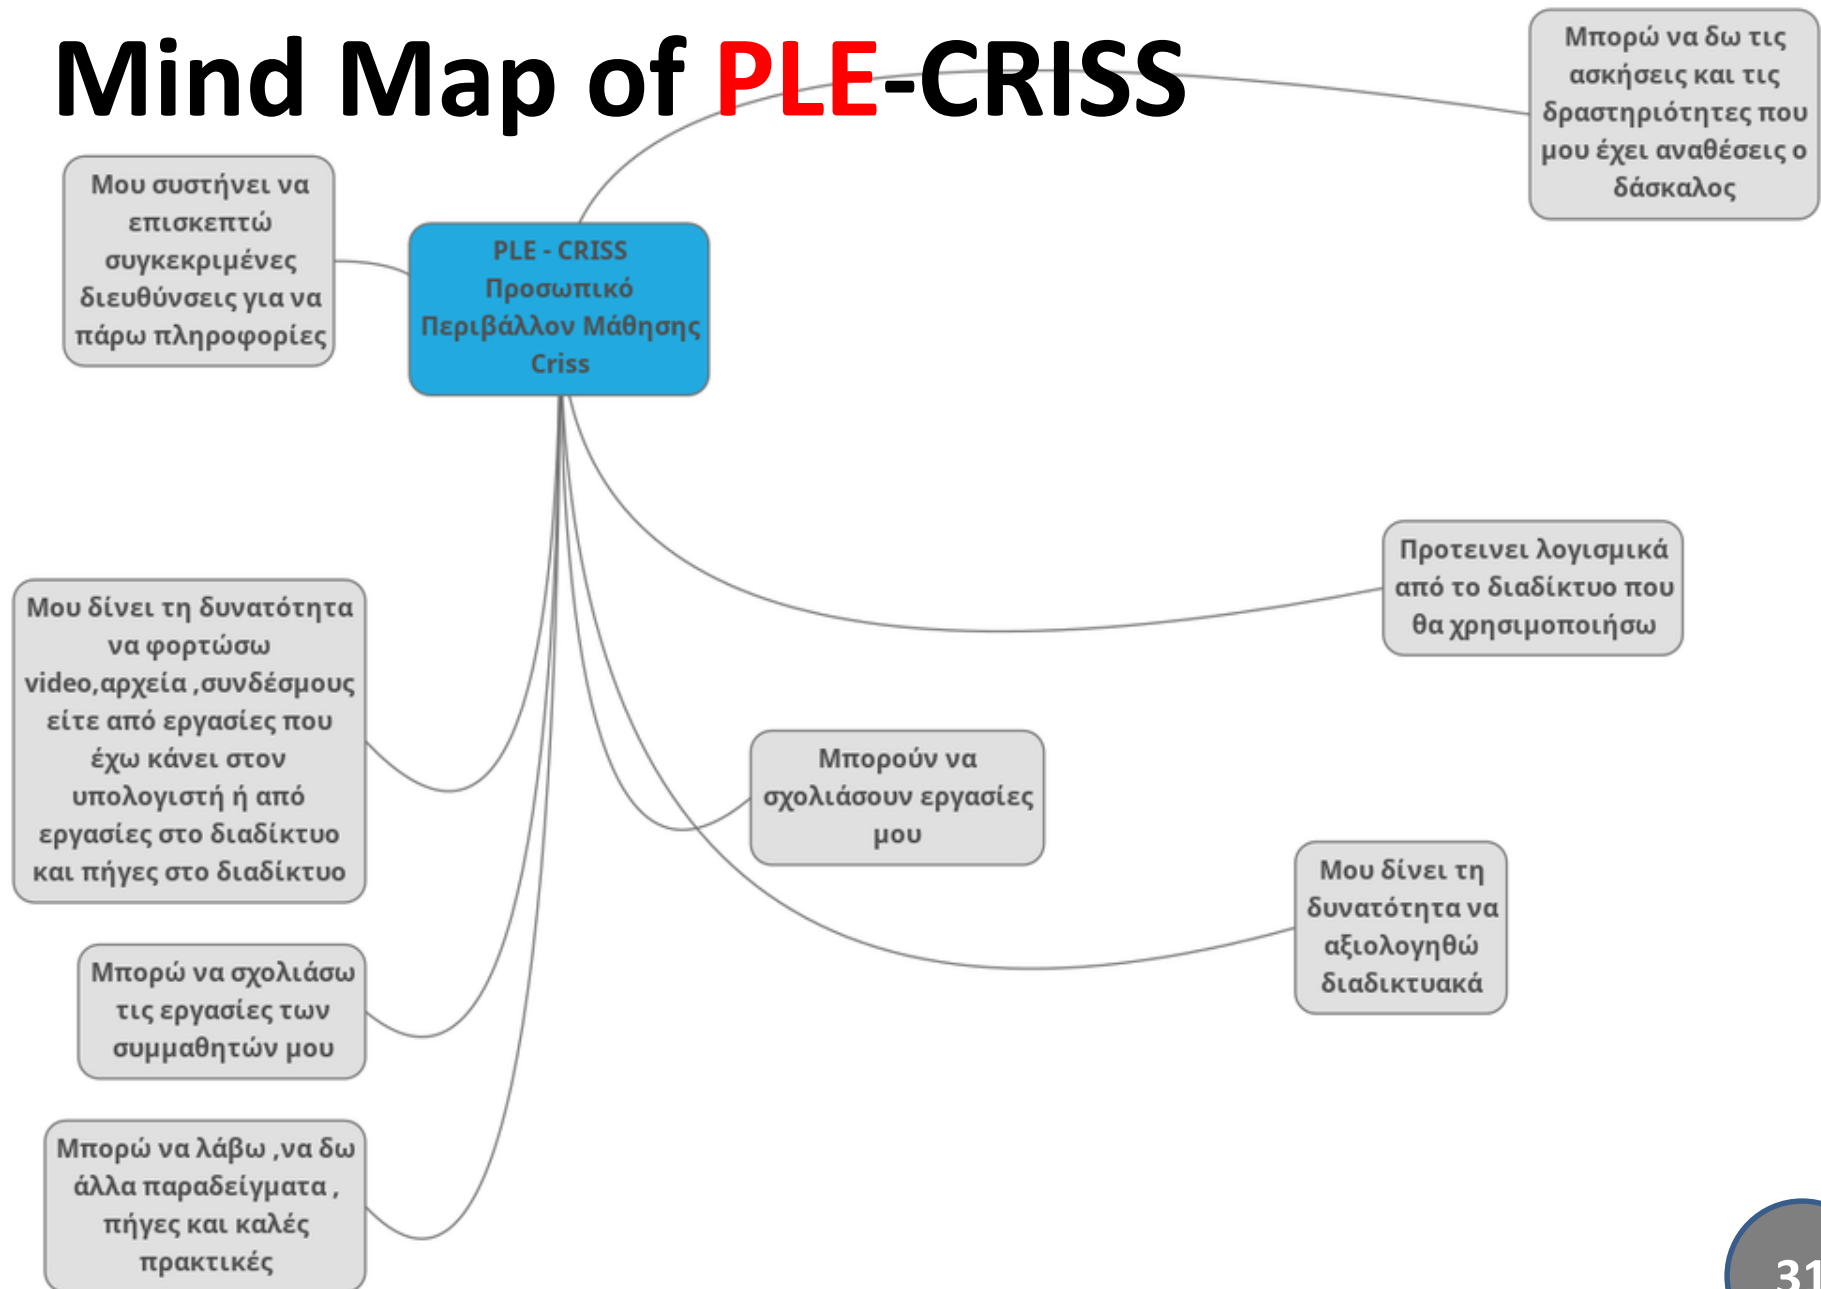 Mind Map of PLE-CRISS
Μπορώ να δω τις
ασκήσεις και τις
δραστηριότητες που
μου έχει αναθέσεις ο
δάσκαλος
Μου συστήνει να
επισκεπτώ
συγκεκριμένες
διευθύνσεις για να
πάρω πληροφορίες
PLE - CRISS
Προσωπικό
Περιβάλλον Μάθησης
Criss
Προτεινει λογισμικά
από το διαδίκτυο που
θα χρησιμοποιήσω
Μου δίνει τη δυνατότητα
να φορτώσω
video,αρχεία ,συνδέσμους
είτε από εργασίες που
έχω κάνει στον
υπολογιστή ή από
εργασίες στο διαδίκτυο
και πήγες στο διαδίκτυο
Μπορούν να
σχολιάσουν εργασίες
μου
Μου δίνει τη
δυνατότητα να
αξιολογηθώ
διαδικτυακά
Μπορώ να σχολιάσω
τις εργασίες των
συμμαθητών μου
Μπορώ να λάβω ,να δω
άλλα παραδείγματα ,
πήγες και καλές
πρακτικές
31